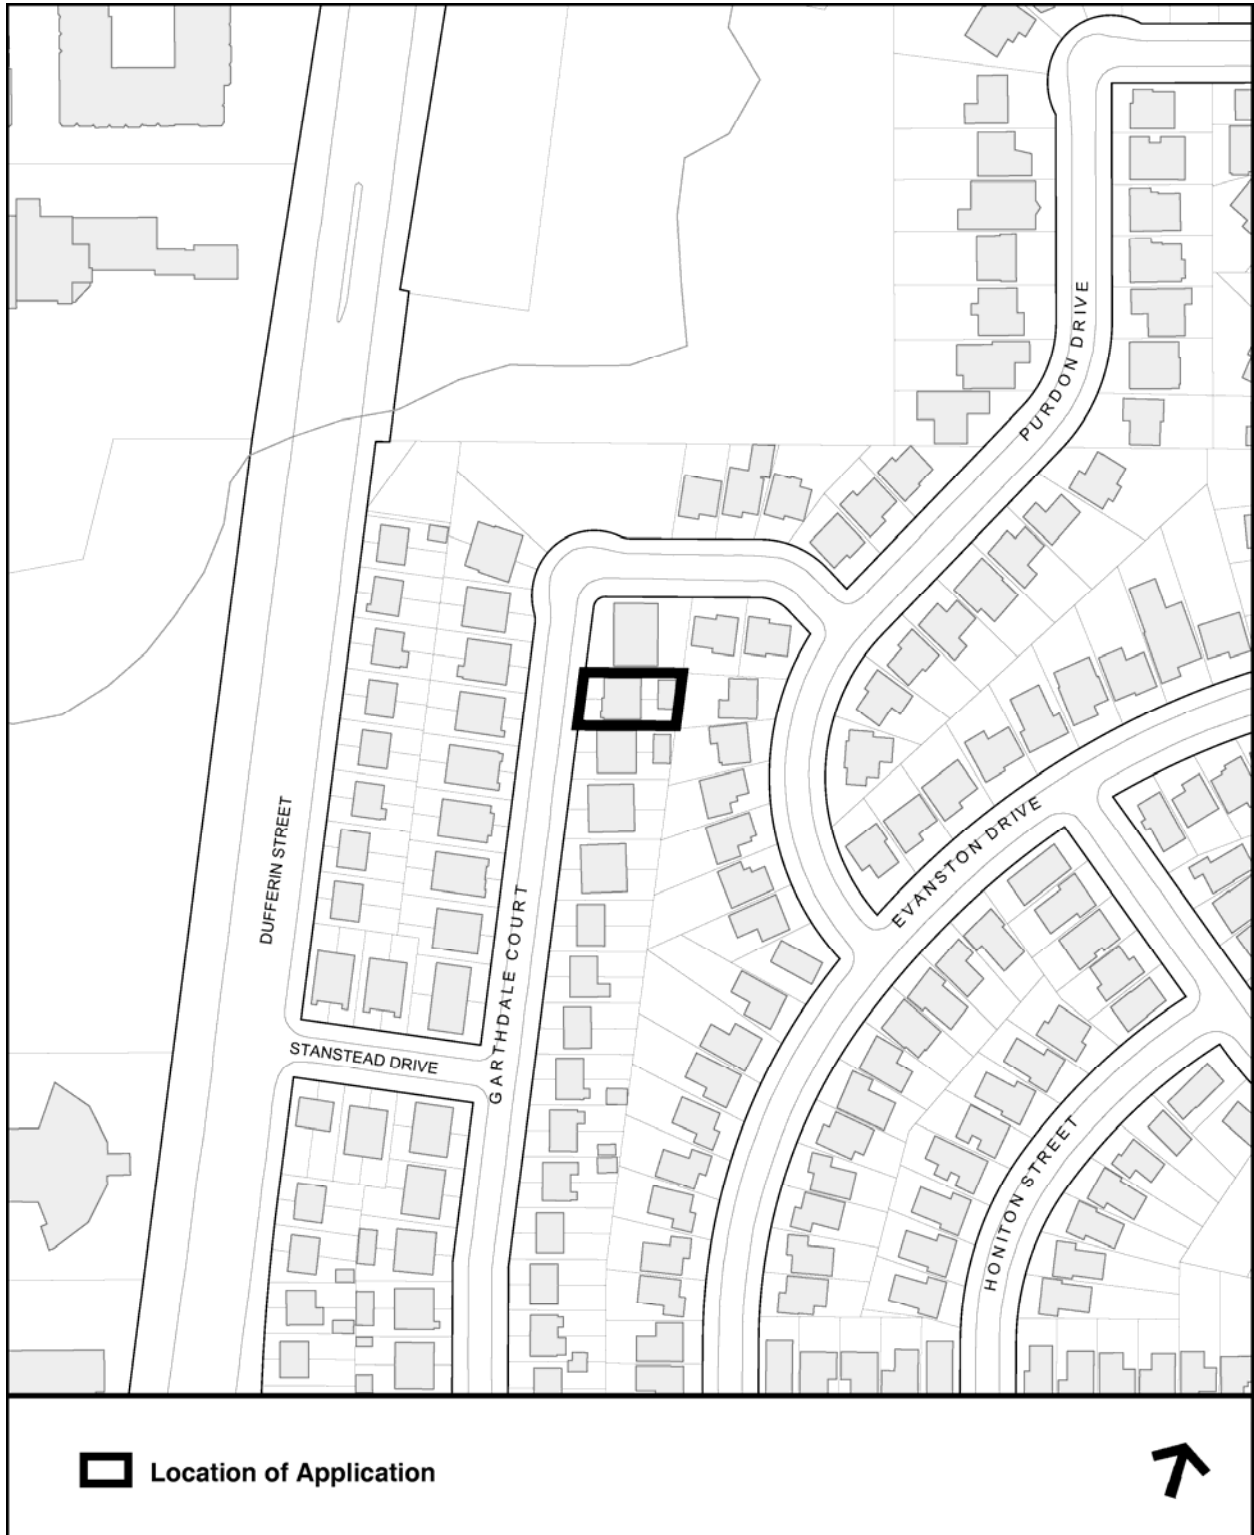 PURDON DRIVE
EVANSTON DRIVE
DUFFERIN STREET
GARTHDALE COURT
STANSTEAD DRIVE
HONITON STREET
Location of Application